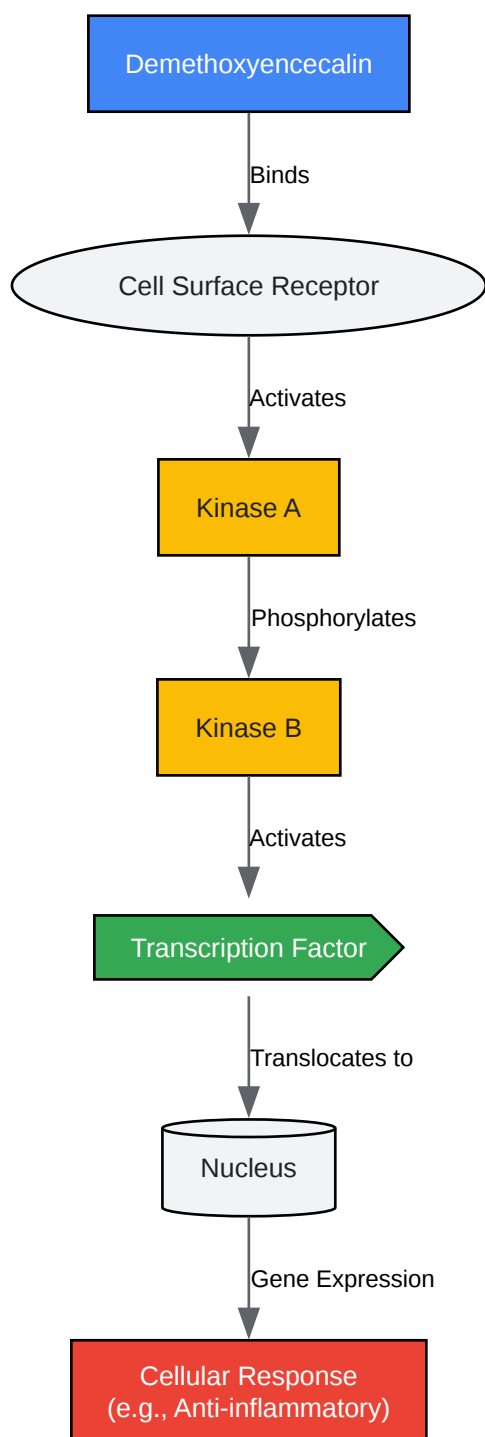 Demethoxyencecalin
Binds
Cell Surface Receptor
Activates
Kinase A
Phosphorylates
Kinase B
Activates
Transcription Factor
Translocates to
Nucleus
Gene Expression
Cellular Response
(e.g., Anti-inflammatory)